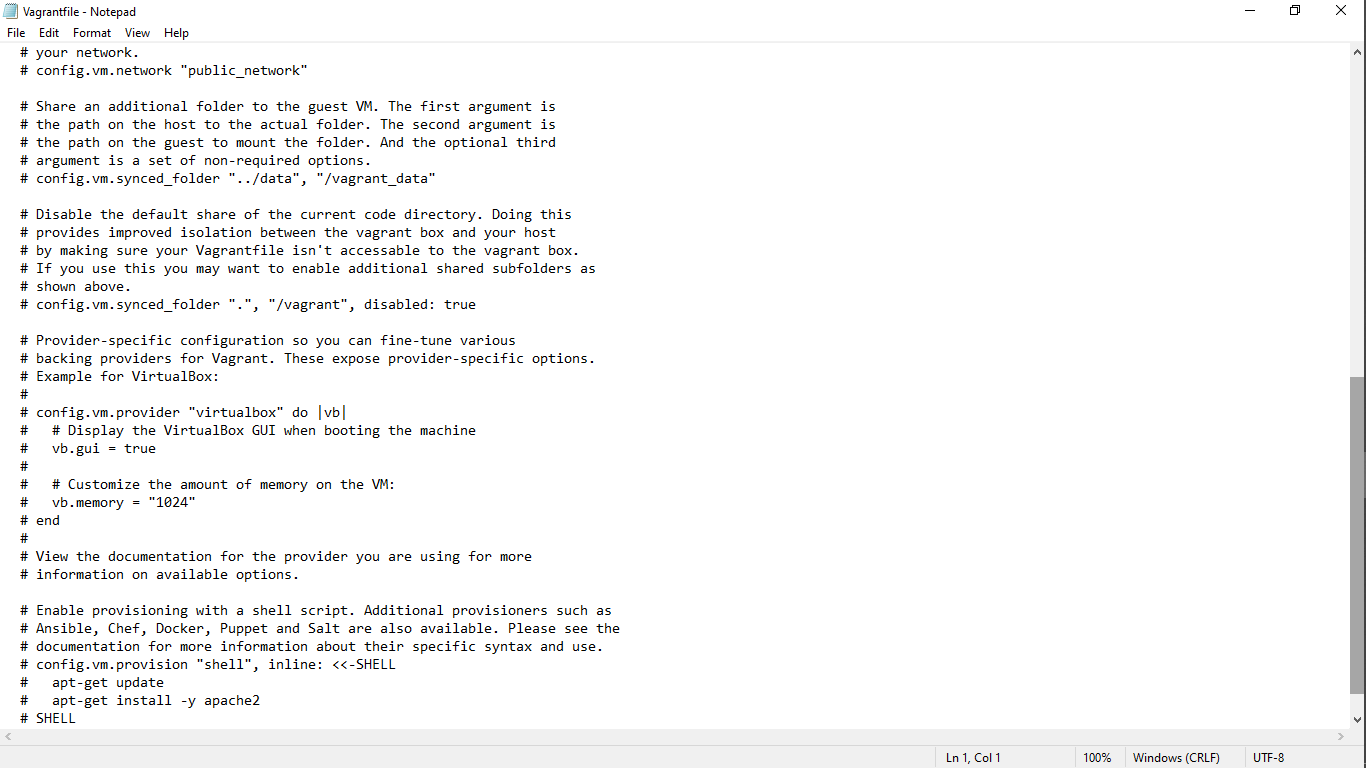 Vagrantfile - Notepad
File Edit Format View Help
# your network.
# config.vm.network "public_network"
# Share an additional folder to the guest VM. The first argument is
# the path on the host to the actual folder. The second argument is
# the path on the guest to mount the folder. And the optional third
# argument is a set of non-required options.
# config.vm.synced_folder "../data", "/vagrant_data"
# Disable the default share of the current code directory. Doing this
# provides improved isolation between the vagrant box and your host
# by making sure your Vagrantfile isn't accessable to the vagrant box.
# If you use this you may want to enable additional shared subfolders as
# shown above.
# config.vm.synced_folder ".", "/vagrant", disabled: true
# Provider-specific configuration so you can fine-tune various
# backing providers for Vagrant. These expose provider-specific options.
# Example for VirtualBox:
#
# config.vm.provider "virtualbox" do |vb|
#   # Display the VirtualBox GUI when booting the machine
#   vb.gui = true
#
#   # Customize the amount of memory on the VM:
#   vb.memory = "1024"
# end
#
# View the documentation for the provider you are using for more
# information on available options.
# Enable provisioning with a shell script. Additional provisioners such as
# Ansible, Chef, Docker, Puppet and Salt are also available. Please see the
# documentation for more information about their specific syntax and use.
# config.vm.provision "shell", inline: <<-SHELL
#   apt-get update
#   apt-get install -y apache2
# SHELL
Ln 1, Col 1 100% Windows (CRLF) UTF-8